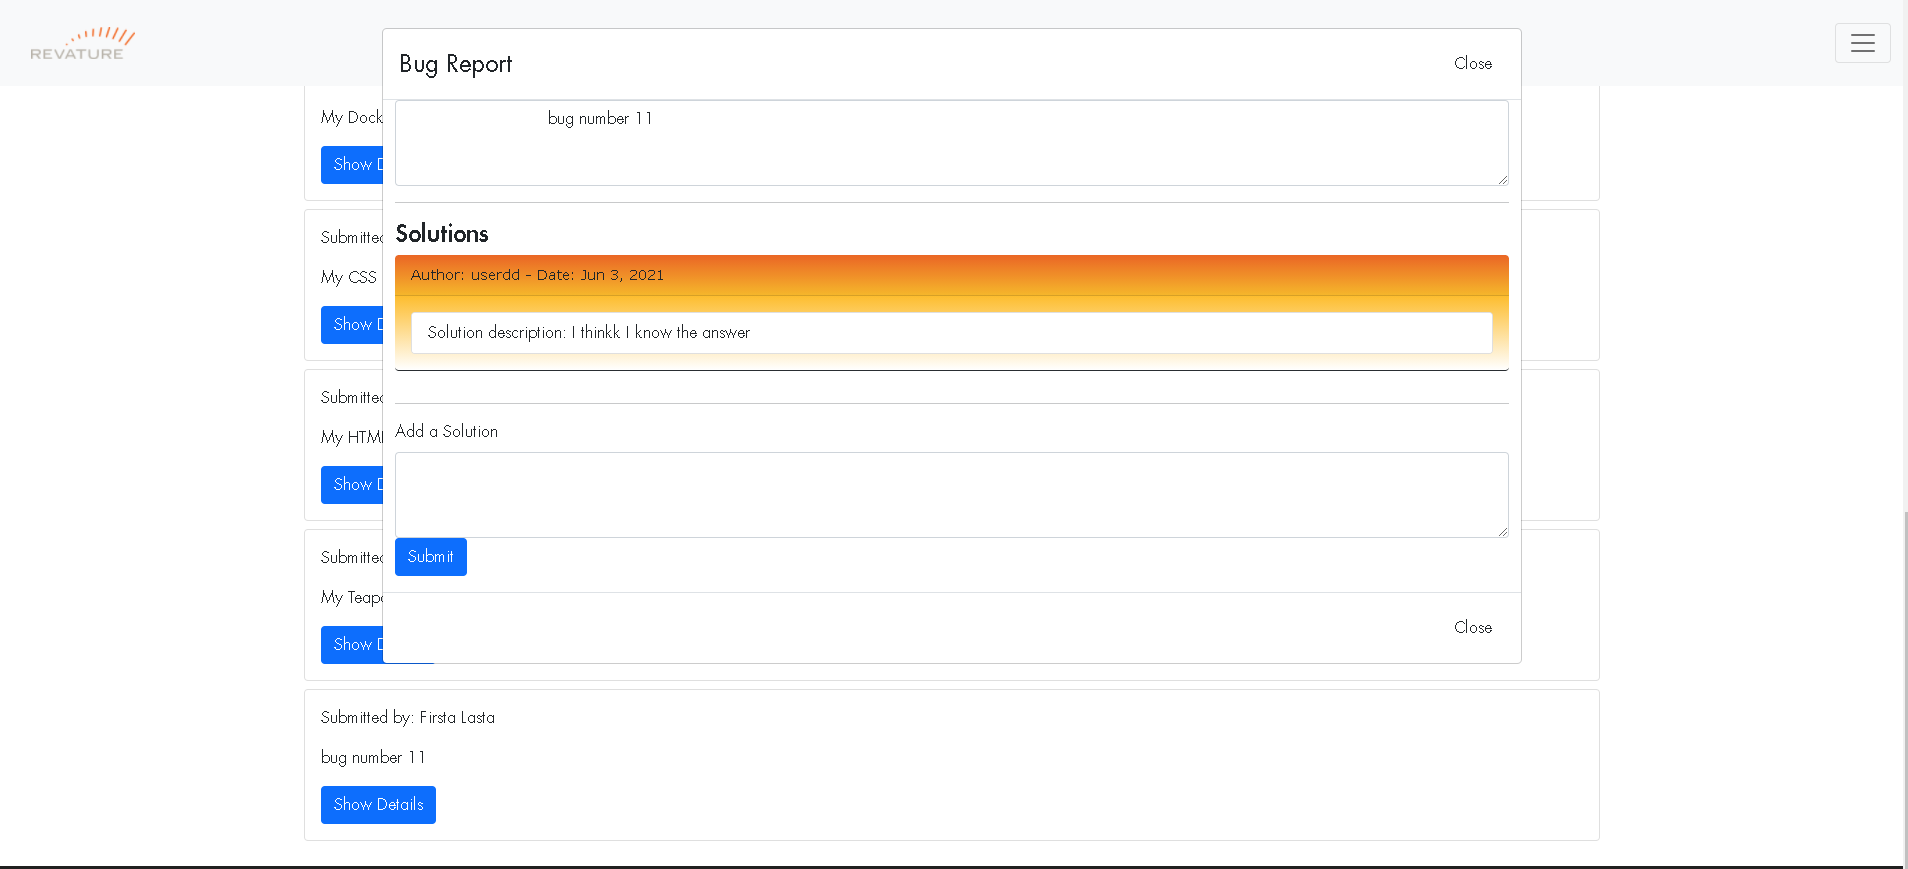 REVATURE
Bug Report
Close
bug number 11
Solutions
Author: userdd - Date: Jun 3, 2021
Solution description: I thinkk I know the answer
Add a Solution
Submit
Close
My Dock
Show D
Submitted
My CSS
Show D
Submitted
My HTML
Show D
Submitted
My Teapo
Show D
Submitted by: Firsta Lasta
bug number 11
Show Details